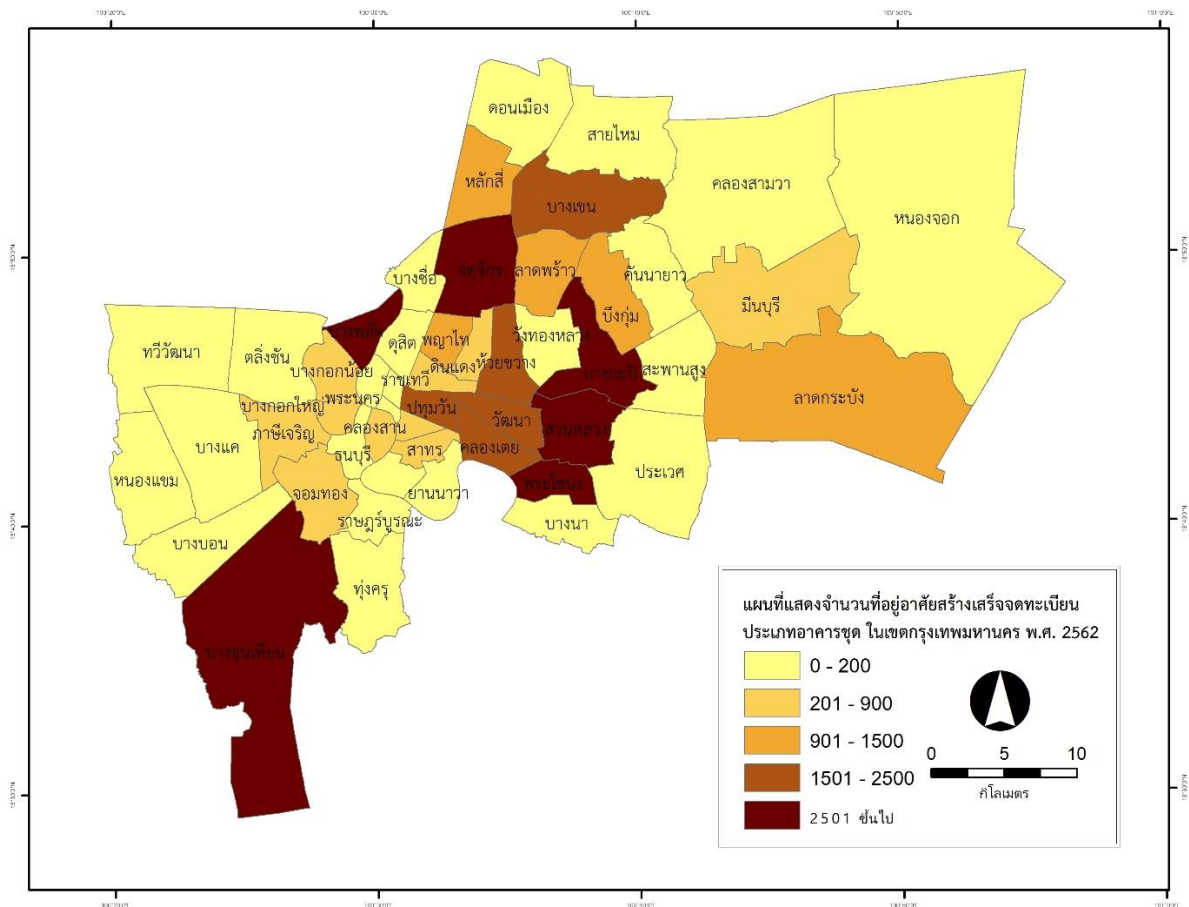 ดอนเมือง
สายไหม
คลองสามวา
หนองจอก
หลักสี่
บางเขน
บางซื่อ
จตุจักร
ลาดพร้าว
คันนายาว
บึงกุ่ม
มีนบุรี
บางพลัด
ดุสิต
พญาไท
วังทองหลาง
ทวีวัฒนา
ตลิ่งชัน
ดินแดง
ห้วยขวาง
บางกะปิ
สะพานสูง
บางกอกน้อย
ราชเทวี
ลาดกระบัง
พระนคร
บางกอกใหญ่
ปทุมวัน
วัฒนา
สวนหลวง
บางแค
ภาษีเจริญ
คลองสาน
สาทร
คลองเตย
ธนบุรี
ประเวศ
หนองแขม
จอมทอง
ยานนาวา
พระโขนง
ราษฎร์บูรณะ
บางนา
บางบอน
ทุ่งครุ
บางขุนเทียน
แผนที่แสดงจำนวนที่อยู่อาศัยสร้างเสร็จจดทะเบียน
ประเภทอาคารชุด ในเขตกรุงเทพมหานคร พ.ศ. 2562
0 - 200
201 - 900
901 - 1500
1501 - 2500
2501 ขึ้นไป
0 5 10
กิโลเมตร